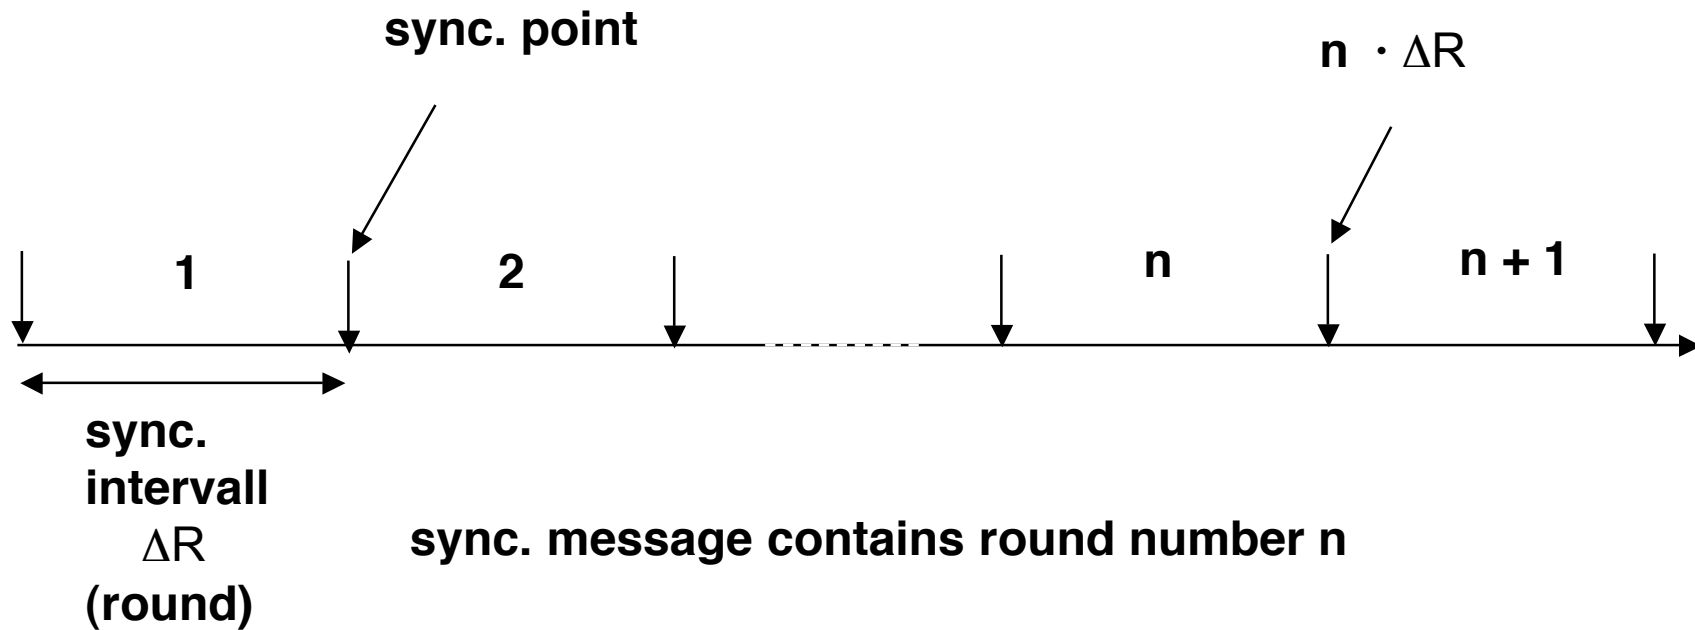 sync. point
n · ΔR
1
2
n
n + 1
sync.
intervall
ΔR
(round)
sync. message contains round number n